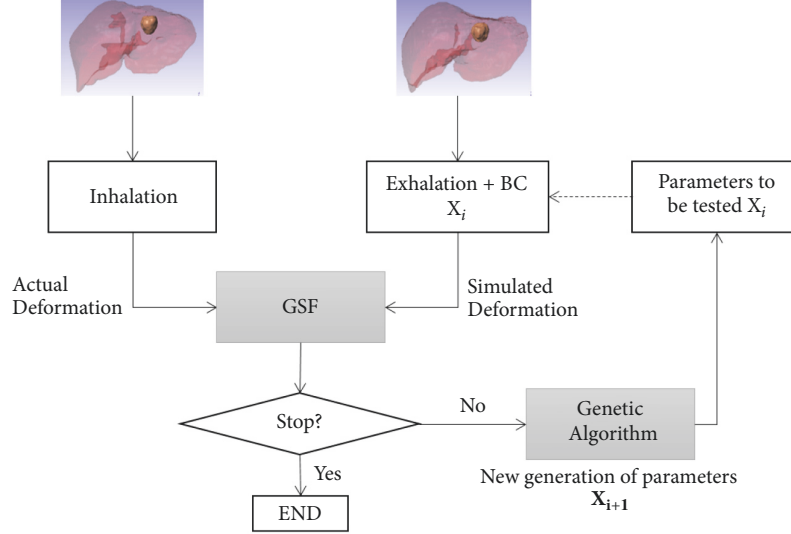 Inhalation
Exhalation + BC
X_i
Parameters to
be tested X_i
Actual
Deformation
GSF
Simulated
Deformation
Stop?
No
Genetic
Algorithm
Yes
New generation of parameters
X_{i+1}
END